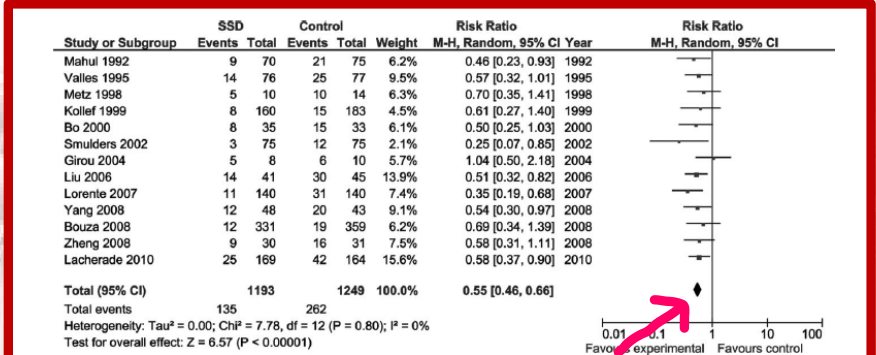 SSD Control Risk Ratio Risk Ratio
Study or Subgroup Events Total Events Total Weight M-H, Random, 95% CI Year M-H, Random, 95% CI
Mahul 1992 9 70 21 75 6.2% 0.46 [0.23, 0.93] 1992
Valles 1995 14 76 25 77 9.0% 0.57 [0.32, 1.01] 1995
Metz 1998 5 10 10 14 6.0% 0.70 [0.35, 1.41] 1998
Kollef 1999 8 160 15 183 4.5% 0.61 [0.27, 1.40] 1999
Bo 2000 8 35 15 33 6.1% 0.50 [0.25, 1.03] 2000
Smulders 2002 3 75 12 75 2.1% 0.25 [0.07, 0.85] 2002
Girou 2004 5 8 6 10 5.7% 1.04 [0.50, 2.18] 2004
Liu 2006 14 41 30 45 13.9% 0.51 [0.32, 0.82] 2006
Lorente 2007 11 140 31 140 7.4% 0.35 [0.19, 0.68] 2007
Yang 2008 12 48 20 43 9.1% 0.54 [0.30, 0.97] 2008
Bouza 2008 12 331 19 359 6.2% 0.69 [0.34, 1.39] 2008
Zheng 2008 9 30 16 31 7.5% 0.58 [0.31, 1.11] 2008
Lacherade 2010 25 169 42 164 15.6% 0.58 [0.37, 0.90] 2010
Total (95% CI) 1193 1249 100.0% 0.55 [0.46, 0.66]
Total events 135 262
Heterogeneity: Tau² = 0.00; Chi² = 7.78, df = 12 (P = 0.80); I² = 0%
Test for overall effect: Z = 6.57 (P < 0.00001)
0.01 1 10 100
experimental Favours control